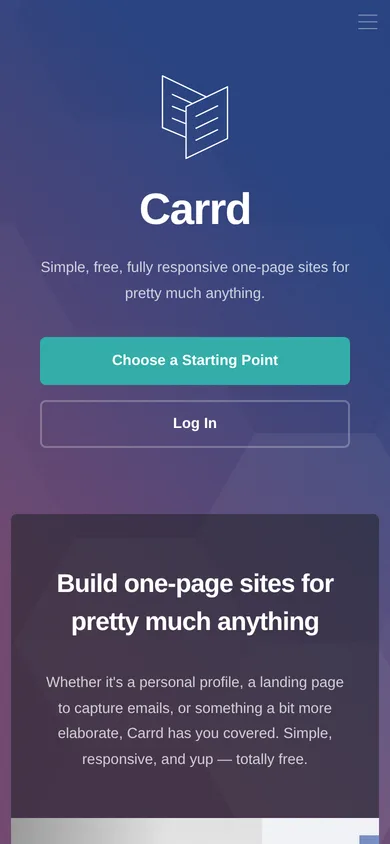 Carrd
Simple, free, fully responsive one-page sites for
pretty much anything.
Choose a Starting Point
Log In
Build one-page sites for
pretty much anything
Whether it's a personal profile, a landing page
to capture emails, or something a bit more
elaborate, Carrd has you covered. Simple,
responsive, and yup — totally free.